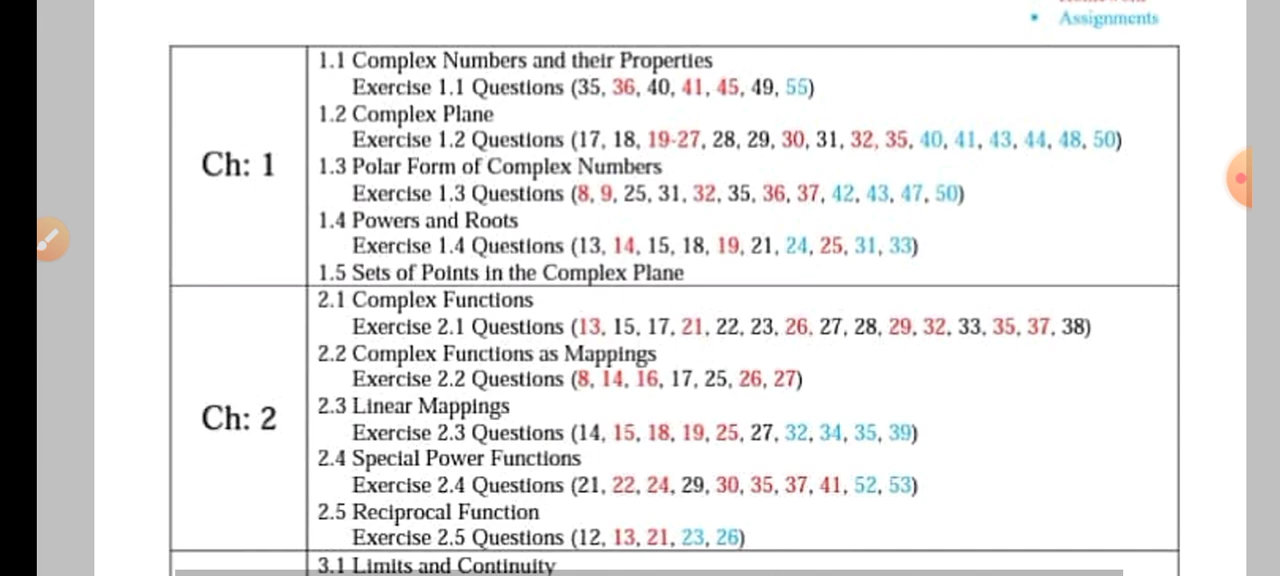 • Assignments
Ch: 1
1.1 Complex Numbers and their Properties
Exercise 1.1 Questions (35, 36, 40, 41, 45, 49, 55)
1.2 Complex Plane
Exercise 1.2 Questions (17, 18, 19-27, 28, 29, 30, 31, 32, 35, 40, 41, 43, 44, 48, 50)
1.3 Polar Form of Complex Numbers
Exercise 1.3 Questions (8, 9, 25, 31, 32, 35, 36, 37, 42, 43, 47, 50)
1.4 Powers and Roots
Exercise 1.4 Questions (13, 14, 15, 18, 19, 21, 24, 25, 31, 33)
1.5 Sets of Points in the Complex Plane
Ch: 2
2.1 Complex Functions
Exercise 2.1 Questions (13, 15, 17, 21, 22, 23, 26, 27, 28, 29, 32, 33, 35, 37, 38)
2.2 Complex Functions as Mappings
Exercise 2.2 Questions (8, 14, 16, 17, 25, 26, 27)
2.3 Linear Mappings
Exercise 2.3 Questions (14, 15, 18, 19, 25, 27, 32, 34, 35, 39)
2.4 Special Power Functions
Exercise 2.4 Questions (21, 22, 24, 29, 30, 35, 37, 41, 52, 53)
2.5 Reciprocal Function
Exercise 2.5 Questions (12, 13, 21, 23, 26)
3.1 Limits and Continuity